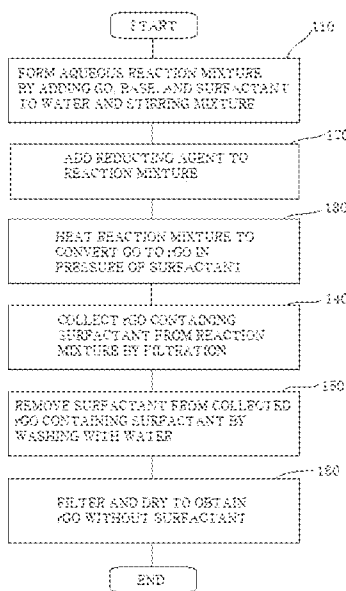 START
110
FORM AQUEOUS REACTION MIXTURE
BY ADDING GO, BASE, AND SURFACTANT
TO WATER AND STIRRING MIXTURE
170
ADD REDUCTING AGENT TO
REACTION MIXTURE
180
HEAT REACTION MIXTURE TO
CONVERT GO TO rGO IN
PRESSURE OF SURFACTANT
140
COLLECT rGO CONTAINING
SURFACTANT FROM REACTION
MIXTURE BY FILTRATION
150
REMOVE SURFACTANT FROM COLLECTED
rGO CONTAINING SURFACTANT BY
WASHING WITH WATER
180
FILTER AND DRY TO OBTAIN
rGO WITHOUT SURFACTANT
END